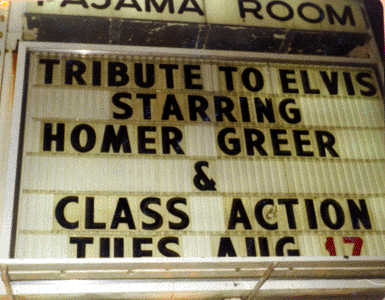 PAJAMA ROOM
TRIBUTE TO ELVIS
STARRING
HOMER GREER
&
CLASS ACTION
TUES AUG 17